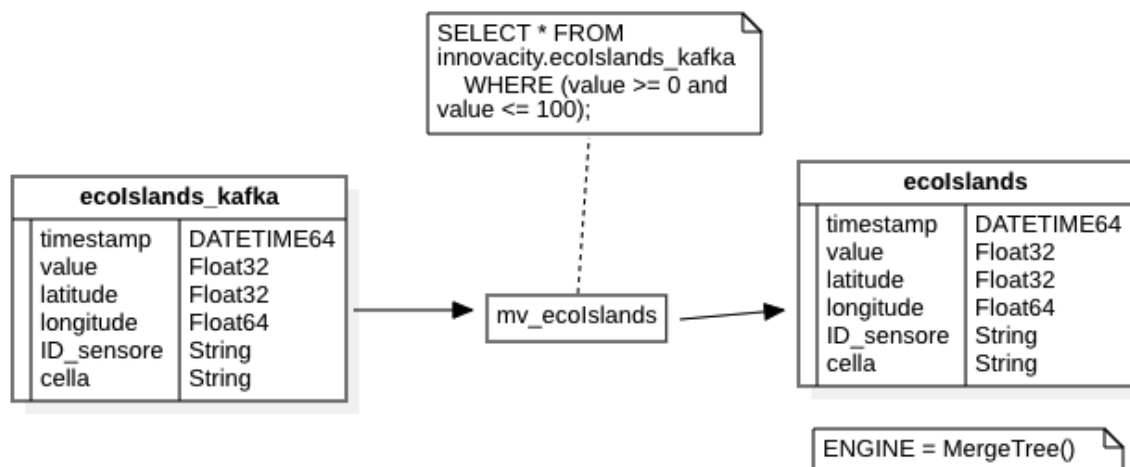 SELECT * FROM
innovacity.ecoIslands_kafka
WHERE (value >= 0 and
value <= 100);
ecoIslands_kafka
timestamp DATETIME64
value Float32
latitude Float32
longitude Float64
ID_sensore String
cella String
mv_ecoIslands
ecoIslands
timestamp DATETIME64
value Float32
latitude Float32
longitude Float64
ID_sensore String
cella String
ENGINE = MergeTree()